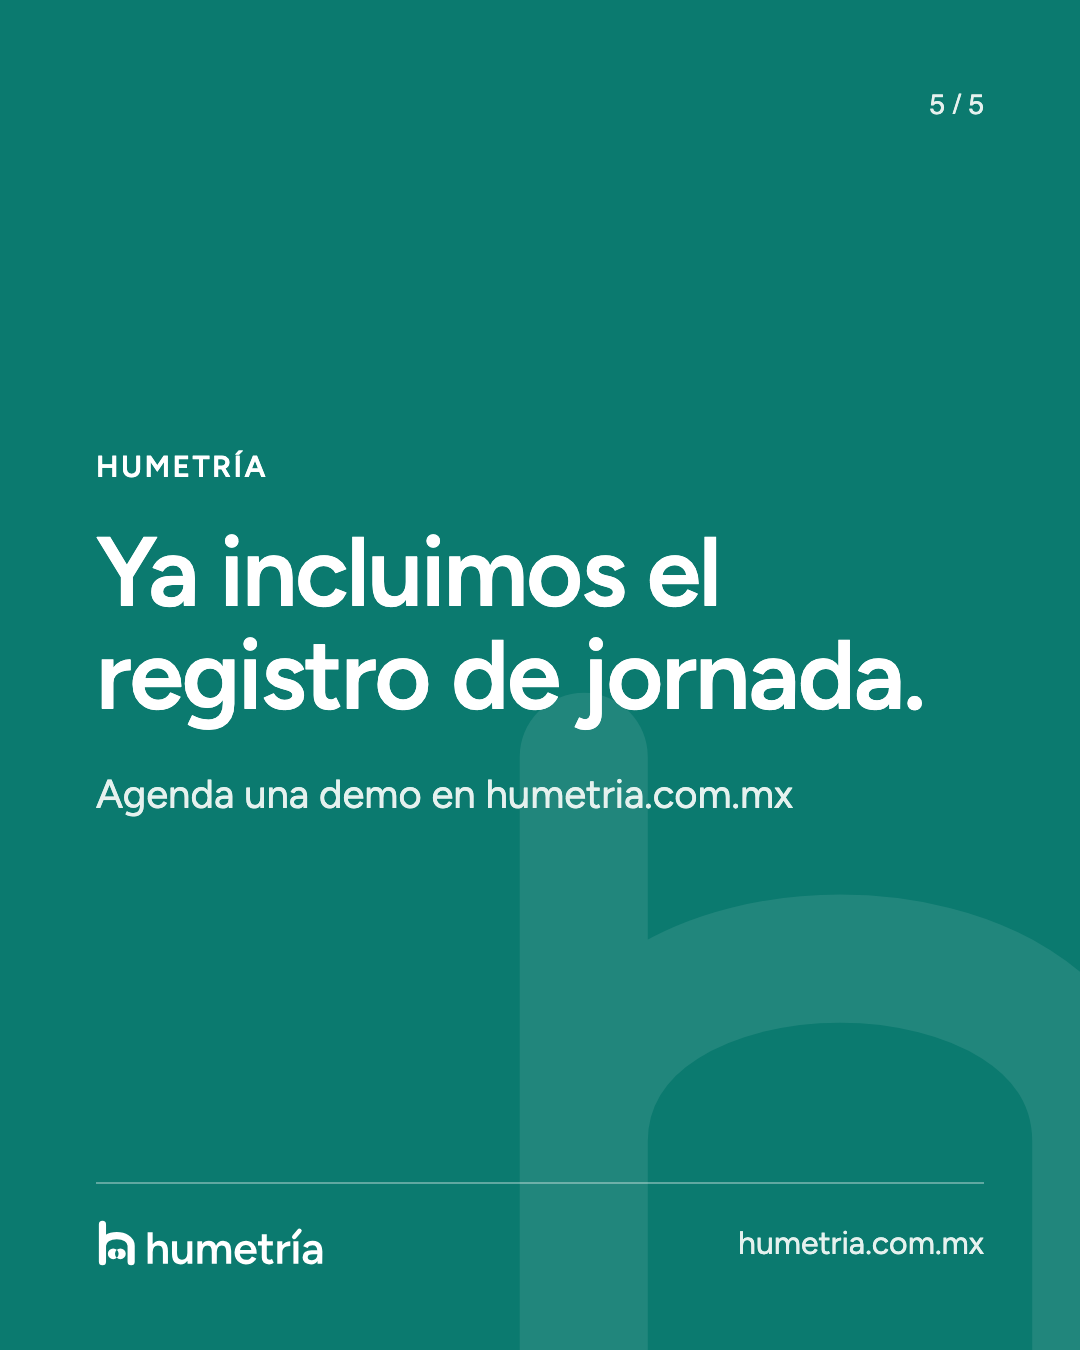 5 / 5
HUMETRÍA
Ya incluimos el
registro de jornada.
Agenda una demo en humetria.com.mx
humetría
humetria.com.mx